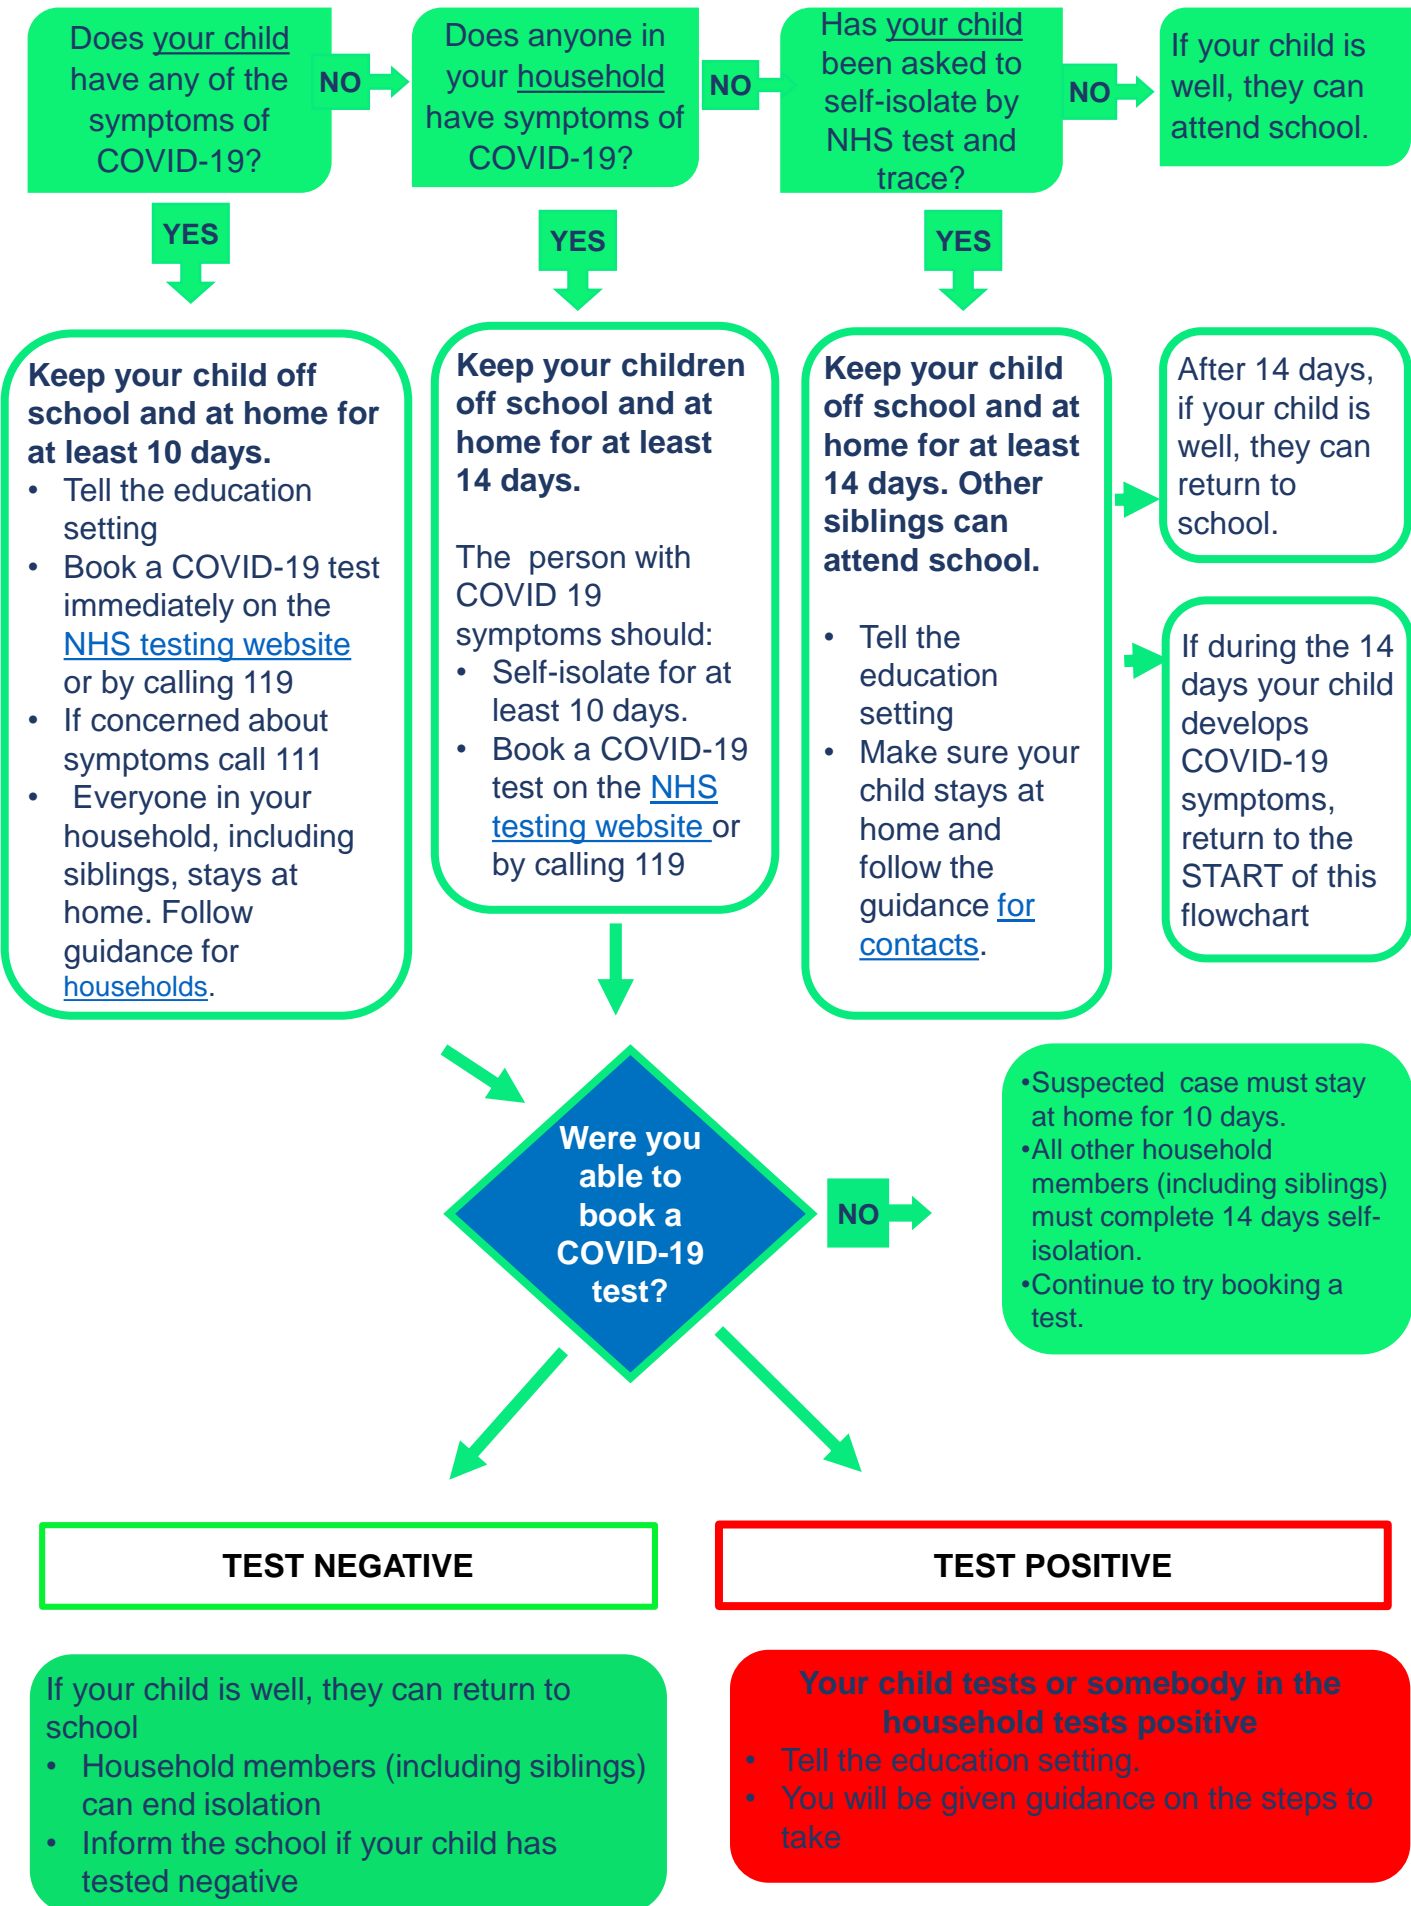 Does your child
have any of the
symptoms of
COVID-19?
NO
Does anyone in
your household
have symptoms of
COVID-19?
NO
Has your child
been asked to
self-isolate by
NHS test and
trace?
NO
If your child is
well, they can
attend school.
YES
YES
YES
Keep your child off
school and at home for
at least 10 days.
• Tell the education
setting
• Book a COVID-19 test
immediately on the
NHS testing website
or by calling 119
• If concerned about
symptoms call 111
• Everyone in your
household, including
siblings, stays at
home. Follow
guidance for
households.
Keep your children
off school and at
home for at least
14 days.
The person with
COVID 19
symptoms should:
• Self-isolate for at
least 10 days.
• Book a COVID-19
test on the NHS
testing website or
by calling 119
Keep your child
off school and at
home for at least
14 days. Other
siblings can
attend school.
• Tell the
education
setting
• Make sure your
child stays at
home and
follow the
guidance for
contacts.
After 14 days,
if your child is
well, they can
return to
school.
If during the 14
days your child
develops
COVID-19
symptoms,
return to the
START of this
flowchart
Were you
able to
book a
COVID-19
test?
NO
•Suspected case must stay
at home for 10 days.
•All other household
members (including siblings)
must complete 14 days self-
isolation.
•Continue to try booking a
test.
TEST NEGATIVE
TEST POSITIVE
If your child is well, they can return to
school
• Household members (including siblings)
can end isolation
• Inform the school if your child has
tested negative
Your child tests or somebody in the
household tests positive
• Tell the education setting.
• You will be given guidance on the steps to
take